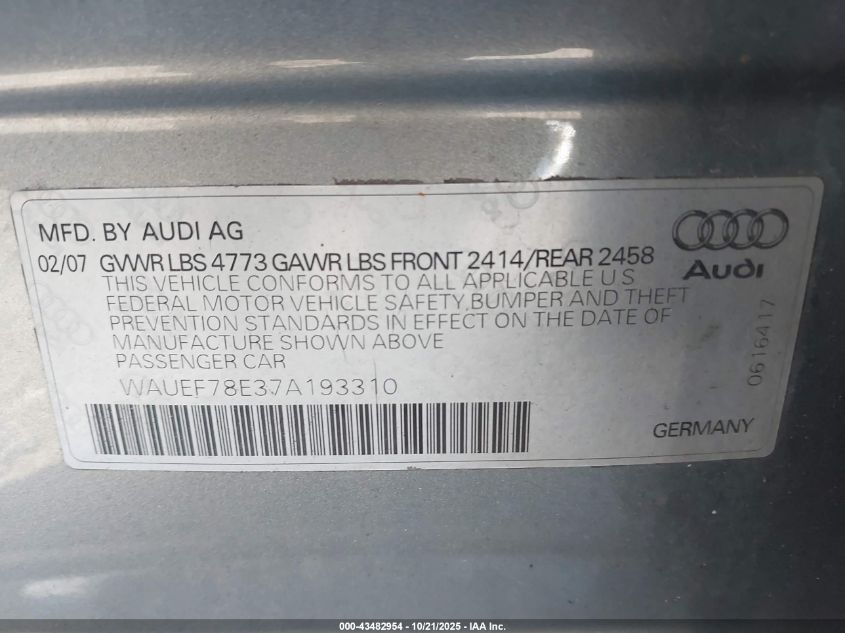 MFD. BY AUDI AG
02/07 GVWR LBS 4773 GAWR LBS FRONT 2414/REAR 2458
THIS VEHICLE CONFORMS TO ALL APPLICABLE U S
FEDERAL MOTOR VEHICLE SAFETY,BUMPER AND THEFT
PREVENTION STANDARDS IN EFFECT ON THE DATE OF
MANUFACTURE SHOWN ABOVE
PASSENGER CAR
WAUEF78E37A193310
Audi
0616417
GERMANY
000-43482954 - 10/21/2025 - IAA Inc.